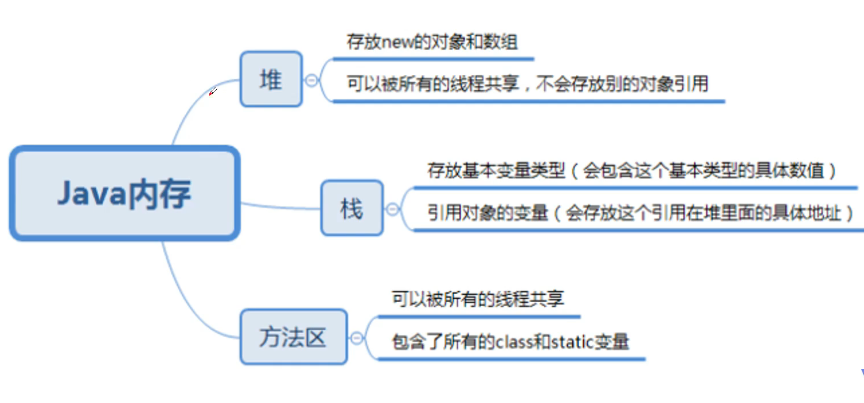 存放new的对象和数组
堆
可以被所有的线程共享，不会存放别的对象引用
存放基本变量类型（会包含这个基本类型的具体数值）
Java内存
栈
引用对象的变量（会存放这个引用在堆里面的具体地址）
可以被所有的线程共享
方法区
包含了所有的class和static变量